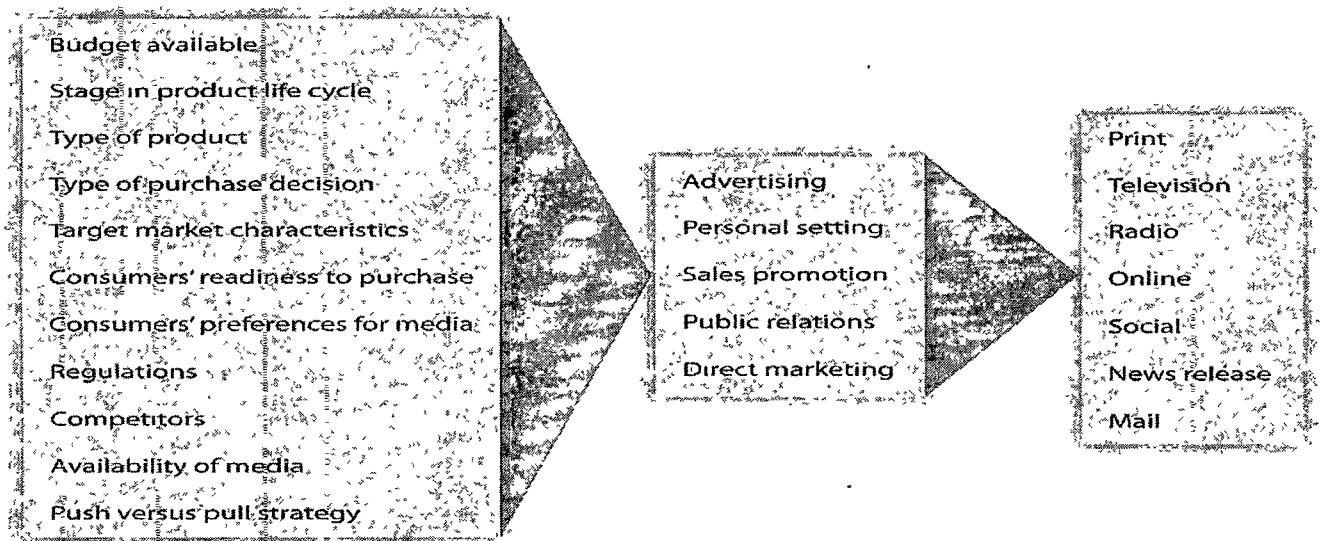 Budget available
Stage in product life cycle
Type of product
Type of purchase decision
Target market characteristics
Consumers' readiness to purchase
Consumers' preferences for media
Regulations
Competitors
Availability of media
Push versus pull strategy
Advertising
Personal setting
Sales promotion
Public relations
Direct marketing
Print
Television
Radio
Online
Social
News release
Mail